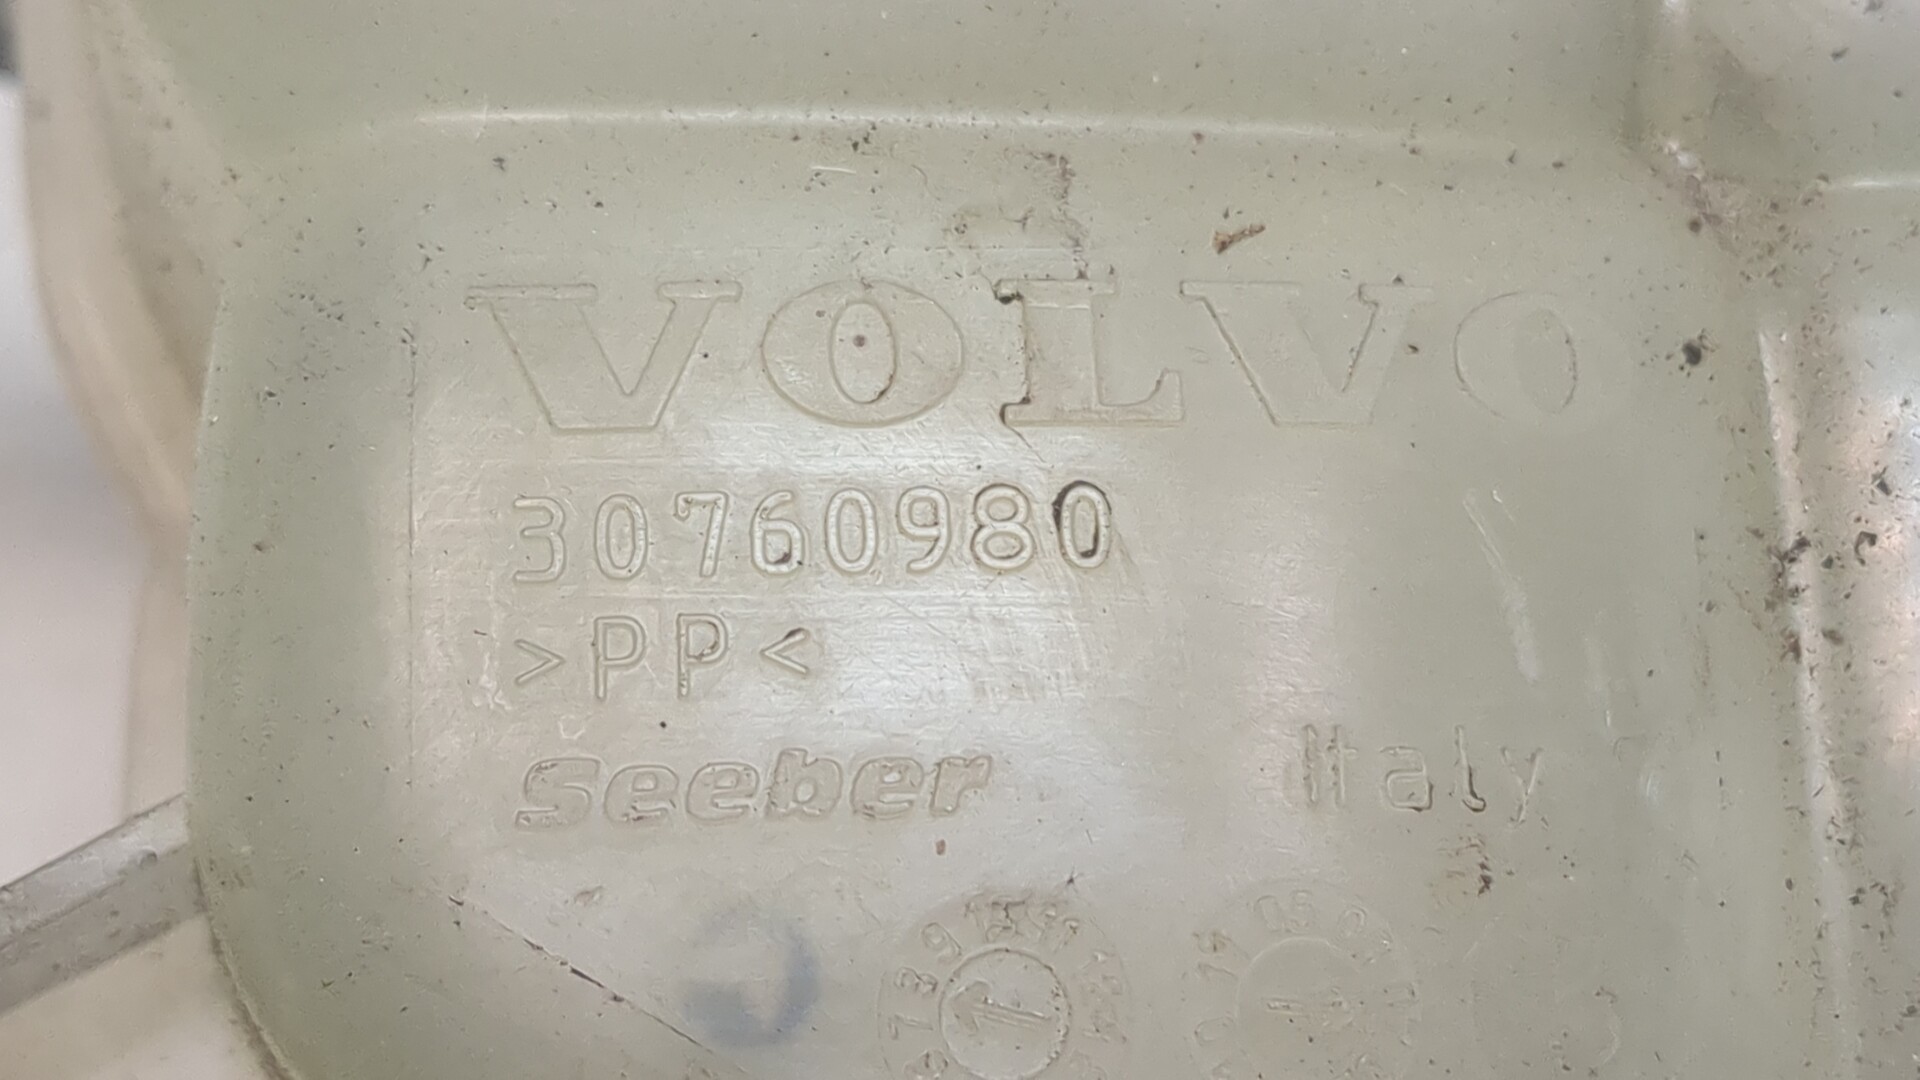 VOLVO
30760980
>PP<
Seeber Italy